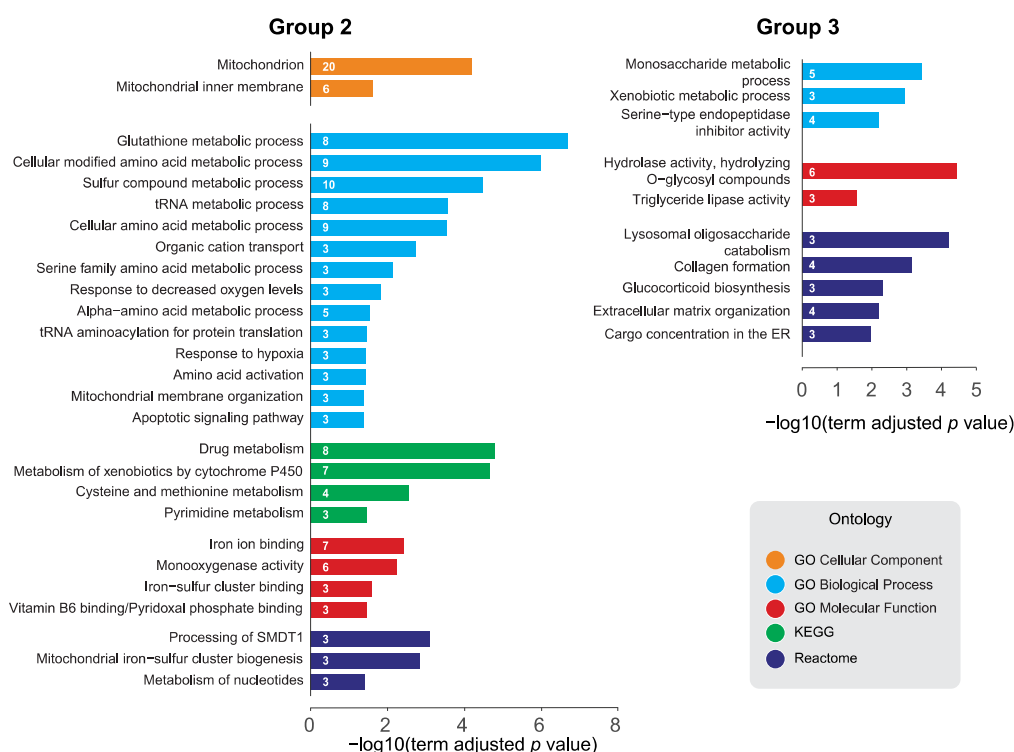 Group 2
Mitochondrion
20
Mitochondrial inner membrane
6
Glutathione metabolic process
8
Cellular modified amino acid metabolic process
9
Sulfur compound metabolic process
10
tRNA metabolic process
8
Cellular amino acid metabolic process
9
Organic cation transport
3
Serine family amino acid metabolic process
3
Response to decreased oxygen levels
3
Alpha−amino acid metabolic process
5
tRNA aminoacylation for protein translation
3
Response to hypoxia
3
Amino acid activation
3
Mitochondrial membrane organization
3
Apoptotic signaling pathway
3
Drug metabolism
8
Metabolism of xenobiotics by cytochrome P450
7
Cysteine and methionine metabolism
4
Pyrimidine metabolism
3
Iron ion binding
7
Monooxygenase activity
6
Iron−sulfur cluster binding
3
Vitamin B6 binding/Pyridoxal phosphate binding
3
Processing of SMDT1
3
Mitochondrial iron−sulfur cluster biogenesis
3
Metabolism of nucleotides
3
0 2 4 6 8
−log10(term adjusted p value)
Group 3
Monosaccharide metabolic
process
5
Xenobiotic metabolic process
3
Serine−type endopeptidase
inhibitor activity
4
Hydrolase activity, hydrolyzing
O−glycosyl compounds
6
Triglyceride lipase activity
3
Lysosomal oligosaccharide
catabolism
3
Collagen formation
4
Glucocorticoid biosynthesis
3
Extracellular matrix organization
4
Cargo concentration in the ER
3
0 1 2 3 4 5
−log10(term adjusted p value)
Ontology
GO Cellular Component
GO Biological Process
GO Molecular Function
KEGG
Reactome